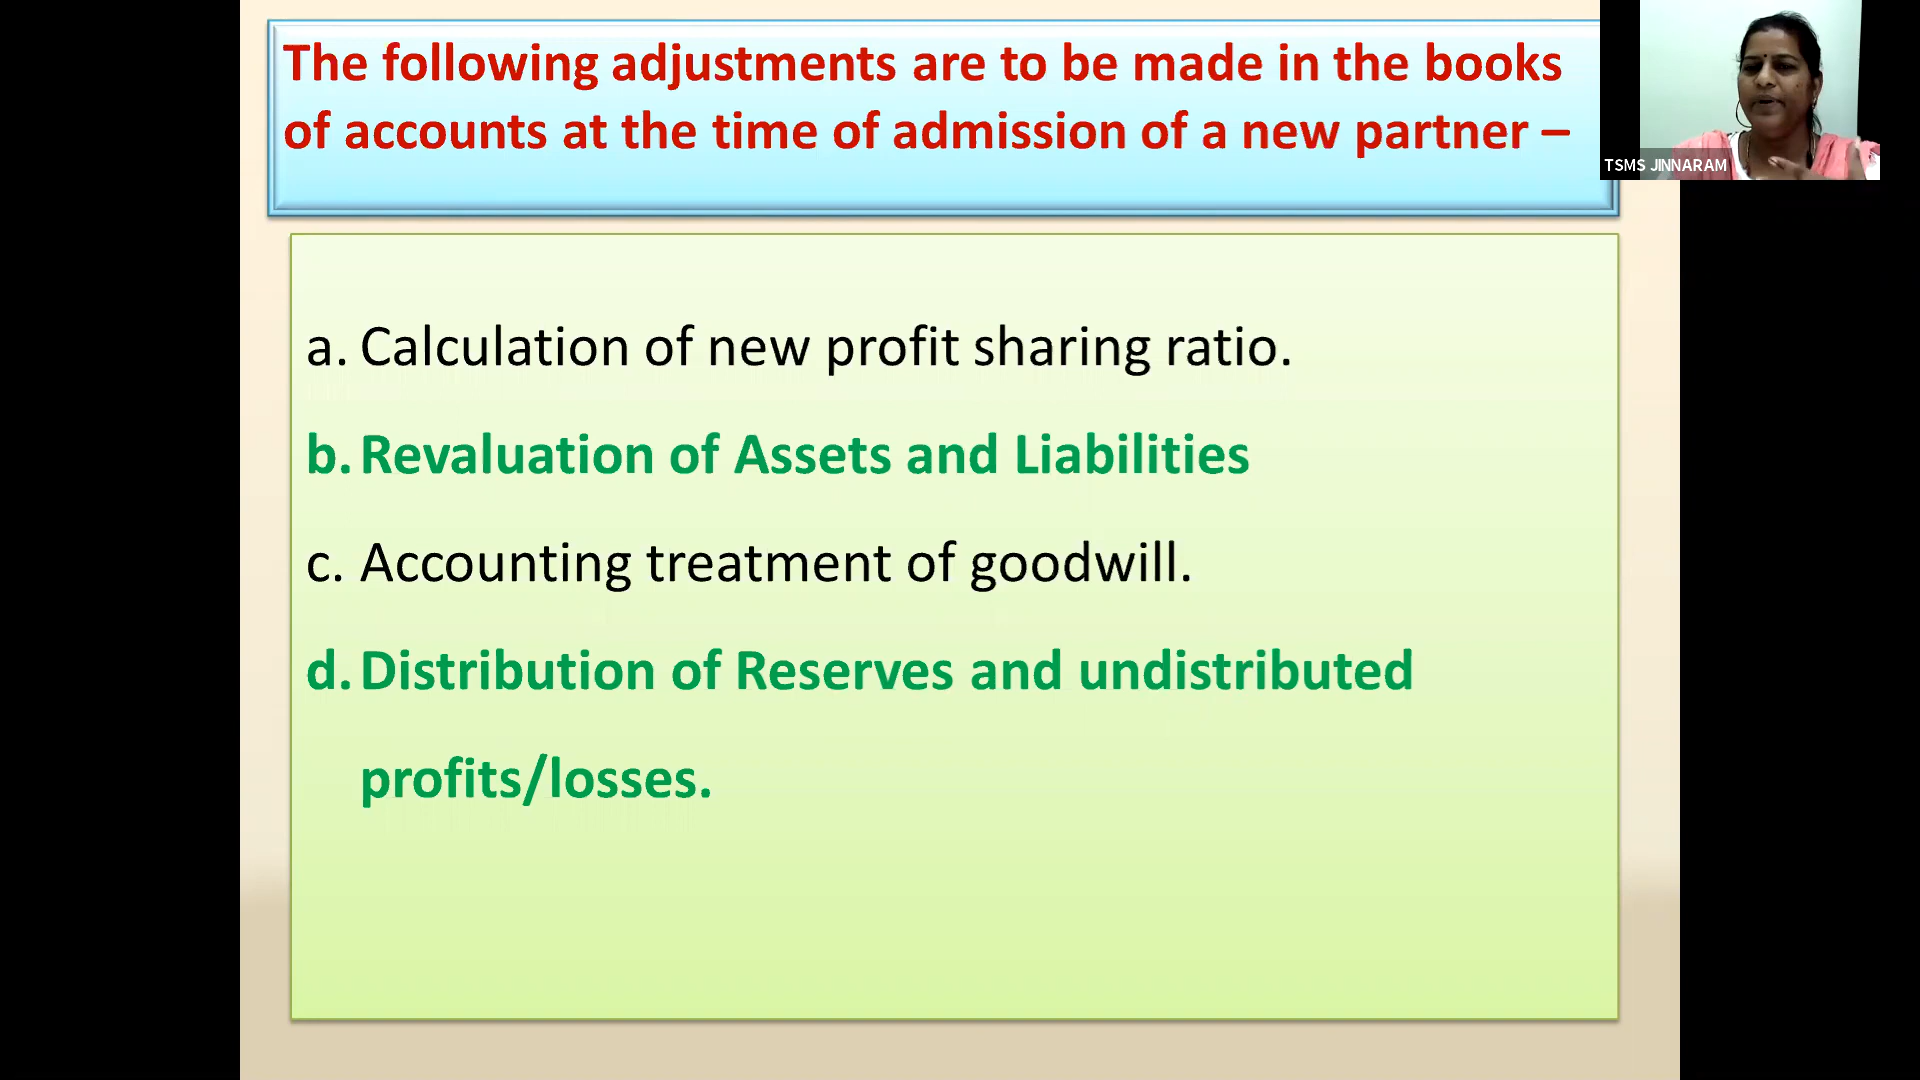 The following adjustments are to be made in the books
of accounts at the time of admission of a new partner –
TSMS JINNARAM
a. Calculation of new profit sharing ratio.
b. Revaluation of Assets and Liabilities
c. Accounting treatment of goodwill.
d. Distribution of Reserves and undistributed
profits/losses.